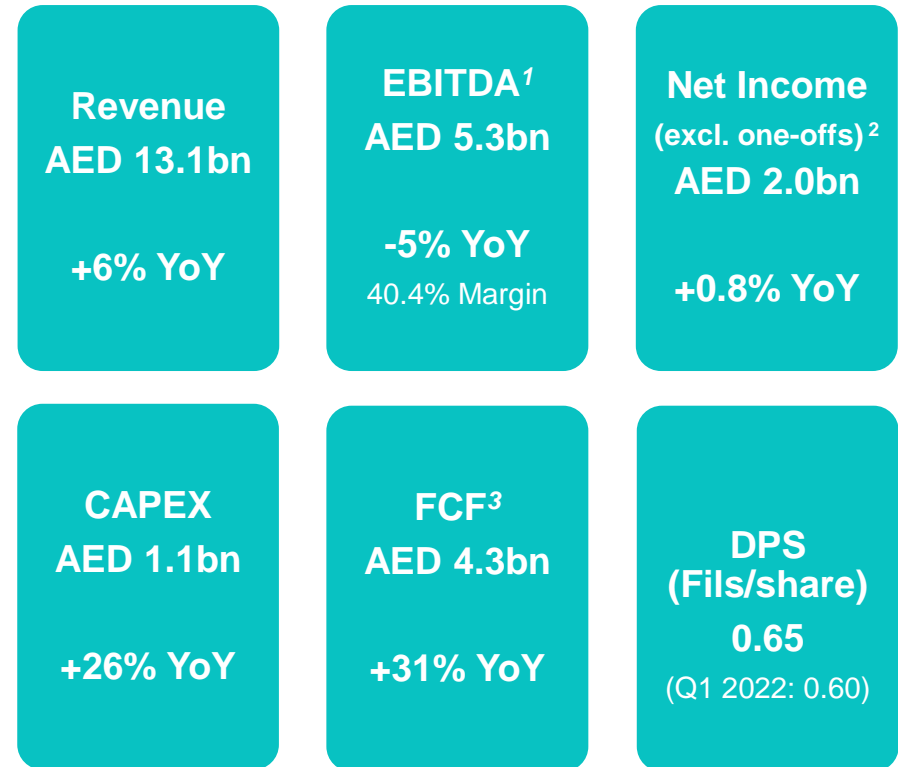 Revenue
AED 13.1bn
+6% YoY
EBITDA¹
AED 5.3bn
-5% YoY
40.4% Margin
Net Income
(excl. one-offs) ²
AED 2.0bn
+0.8% YoY
CAPEX
AED 1.1bn
+26% YoY
FCF³
AED 4.3bn
+31% YoY
DPS
(Fils/share)
0.65
(Q1 2022: 0.60)